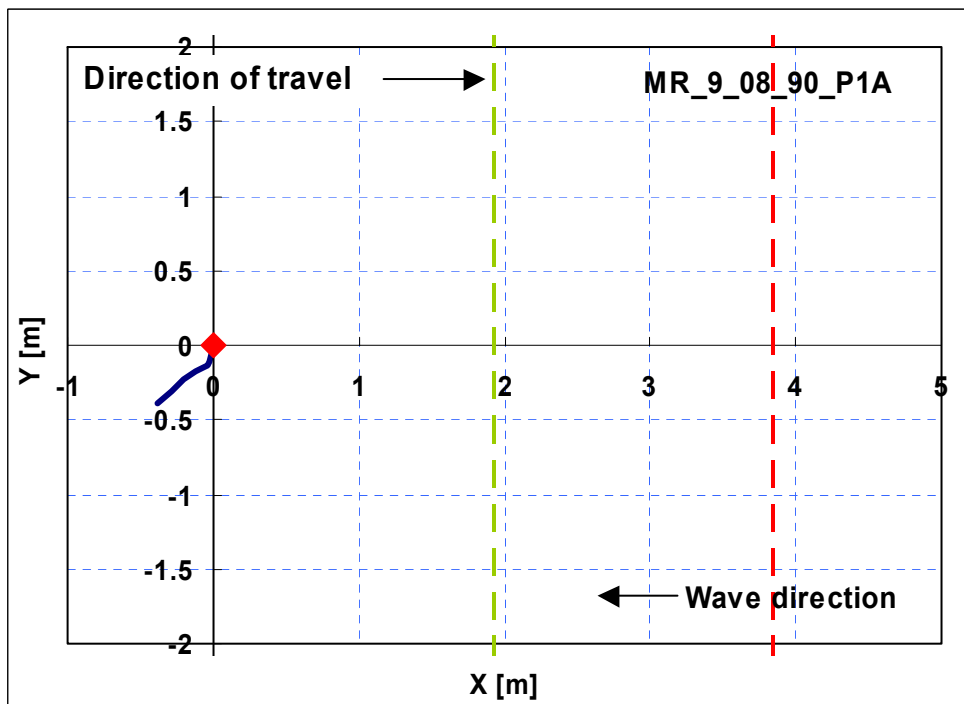 2
Direction of travel
MR_9_08_90_P1A
1.5
1
0.5
0
-1 0 1 2 3 4 5
-0.5
-1
-1.5
Wave direction
-2
Y [m]
X [m]